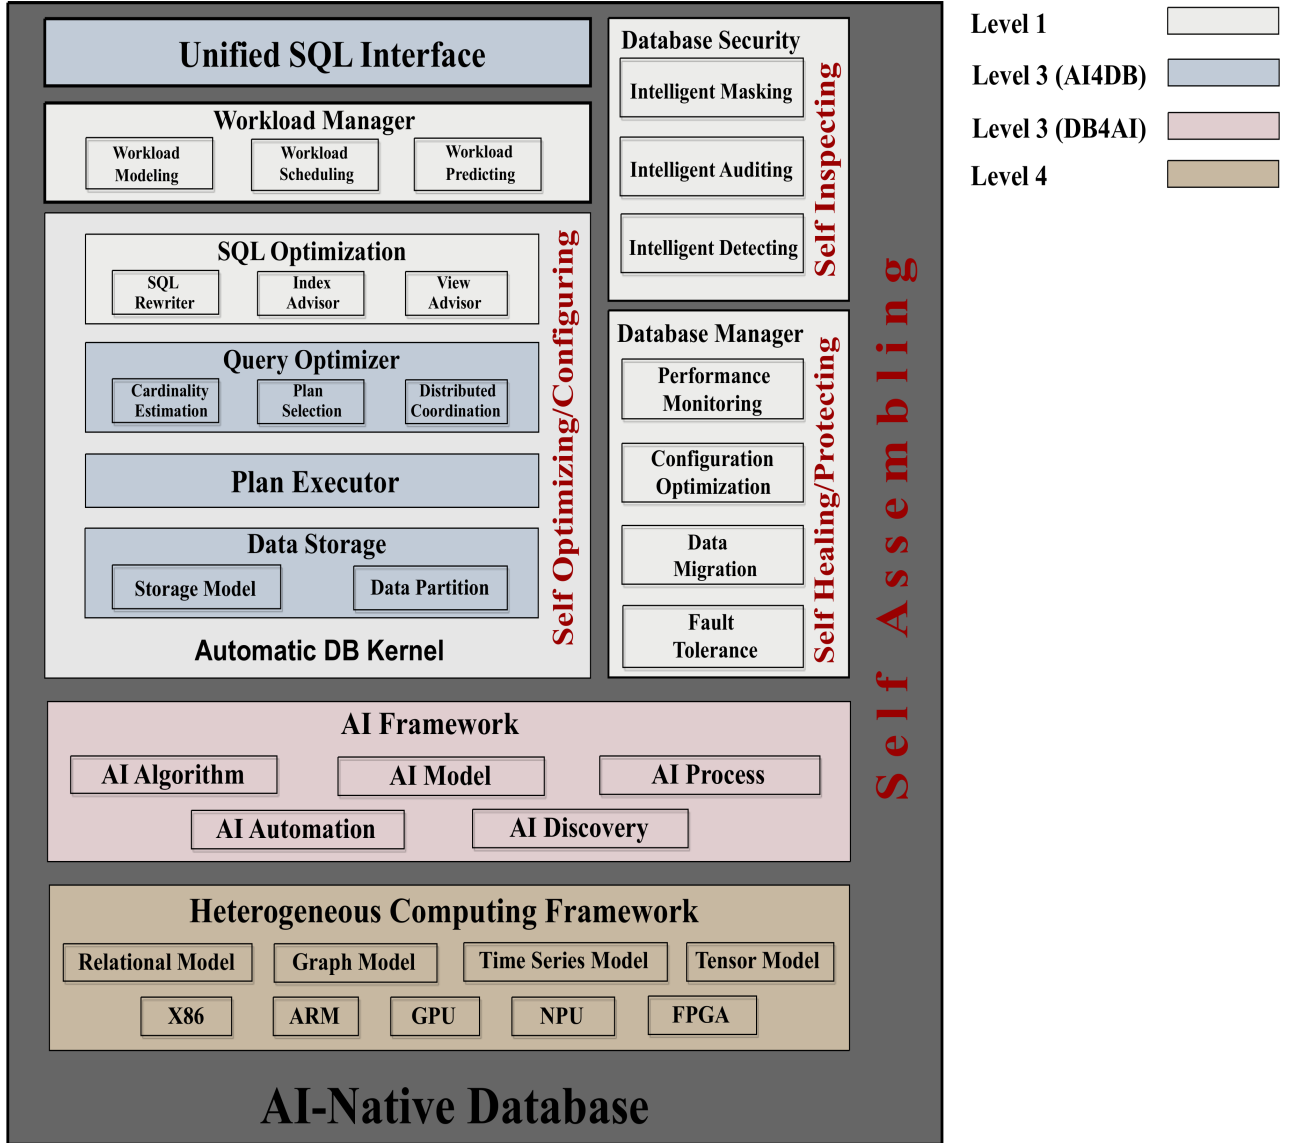 Unified SQL Interface
Workload Manager
Workload
Modeling
Workload
Scheduling
Workload
Predicting
SQL Optimization
SQL
Rewriter
Index
Advisor
View
Advisor
Query Optimizer
Cardinality
Estimation
Plan
Selection
Distributed
Coordination
Plan Executor
Data Storage
Storage Model
Data Partition
Automatic DB Kernel
Self Optimizing/Configuring
Database Security
Intelligent Masking
Intelligent Auditing
Intelligent Detecting
Self Inspecting
Database Manager
Performance
Monitoring
Configuration
Optimization
Data
Migration
Fault
Tolerance
Self Healing/Protecting
Self Assembling
AI Framework
AI Algorithm
AI Model
AI Process
AI Automation
AI Discovery
Heterogeneous Computing Framework
Relational Model
Graph Model
Time Series Model
Tensor Model
X86
ARM
GPU
NPU
FPGA
AI-Native Database
Level 1
Level 3 (AI4DB)
Level 3 (DB4AI)
Level 4